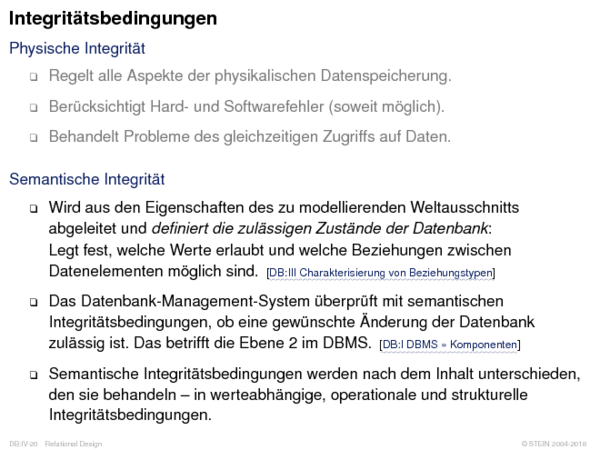 Integritätsbedingungen
Physische Integrität
❑ Regelt alle Aspekte der physikalischen Datenspeicherung.
❑ Berücksichtigt Hard- und Softwarefehler (soweit möglich).
❑ Behandelt Probleme des gleichzeitigen Zugriffs auf Daten.
Semantische Integrität
❑ Wird aus den Eigenschaften des zu modellierenden Weltausschnitts
abgeleitet und definiert die zulässigen Zustände der Datenbank:
Legt fest, welche Werte erlaubt und welche Beziehungen zwischen
Datenelementen möglich sind. [DB:III Charakterisierung von Beziehungstypen]
❑ Das Datenbank-Management-System überprüft mit semantischen
Integritätsbedingungen, ob eine gewünschte Änderung der Datenbank
zulässig ist. Das betrifft die Ebene 2 im DBMS. [DB:I DBMS » Komponenten]
❑ Semantische Integritätsbedingungen werden nach dem Inhalt unterschieden,
den sie behandeln – in werteabhängige, operationale und strukturelle
Integritätsbedingungen.
DB:IV-20 Relational Design © STEIN 2004-2018